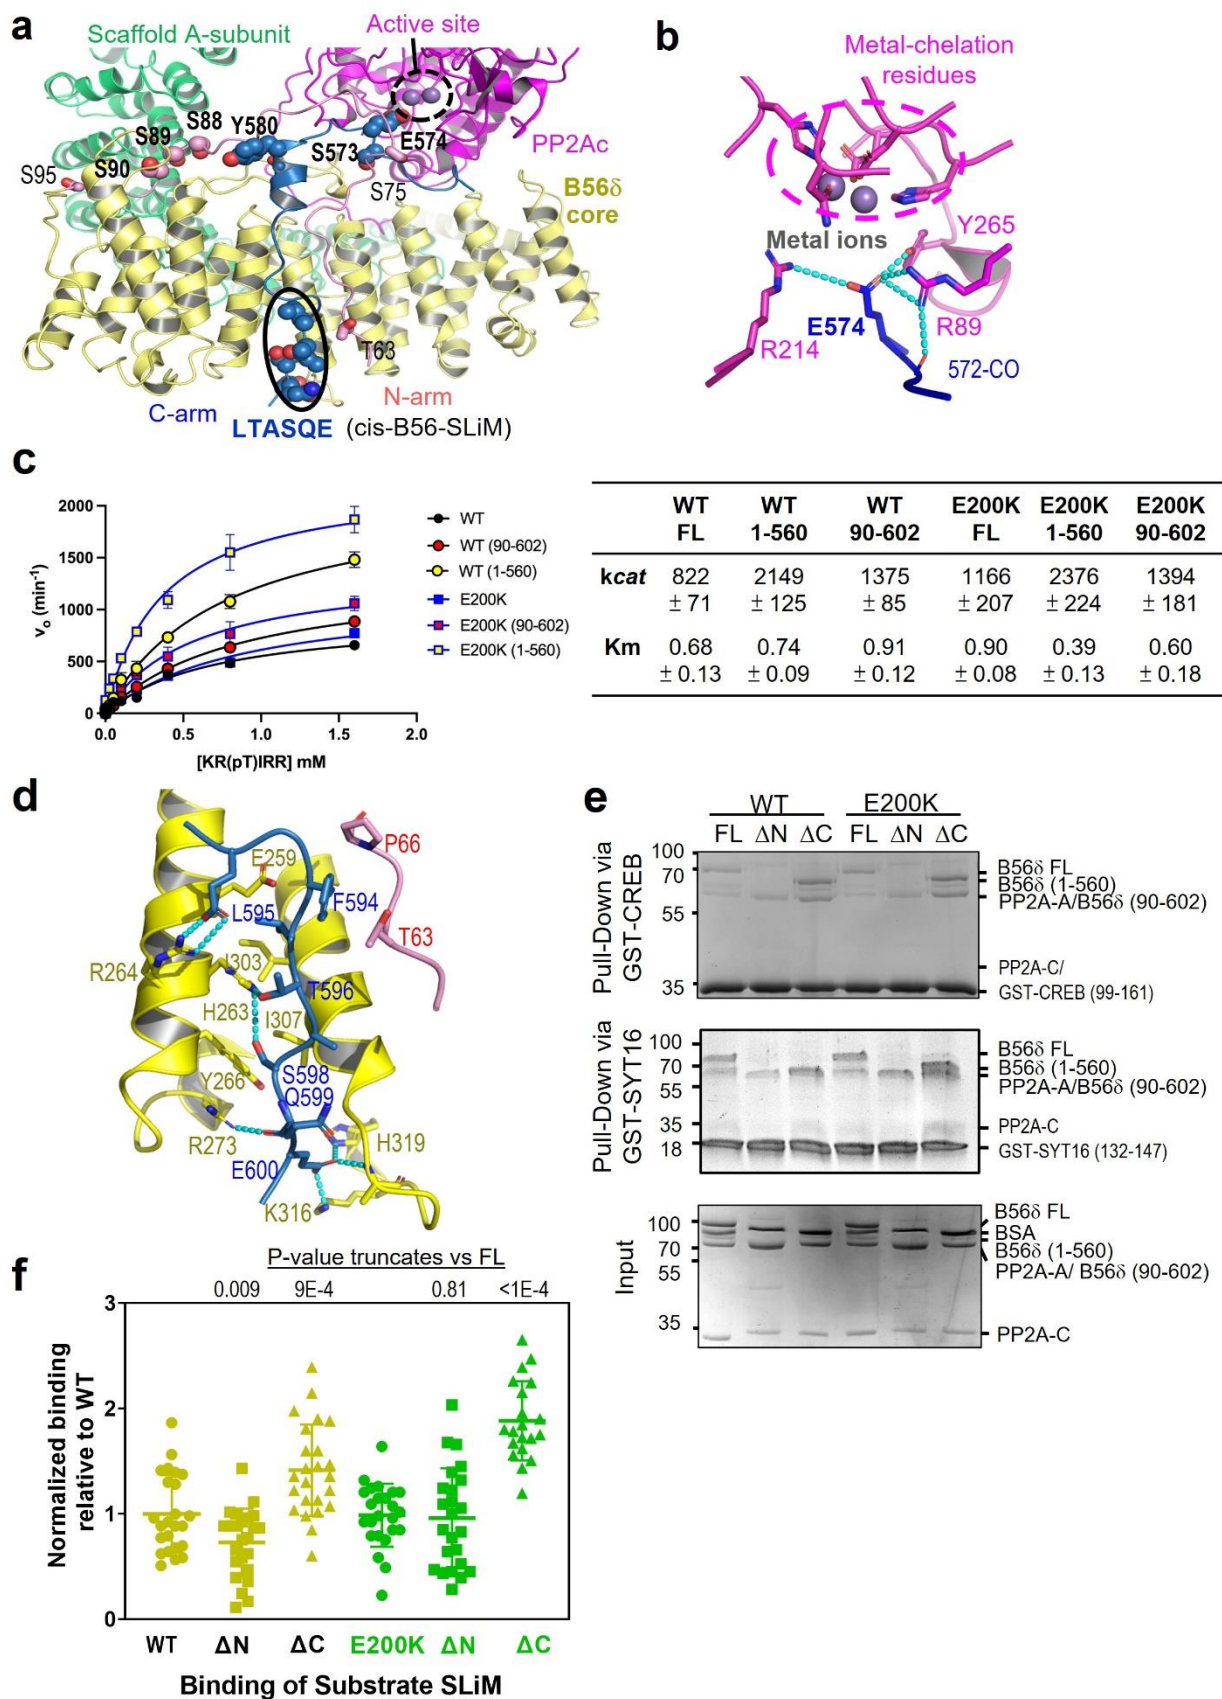 a
Scaffold A-subunit
Active site
S88
S89
Y580
S90
S95
S573
E574
PP2Ac
S75
B56δ
core
T63
C-arm
N-arm
LTASQE (cis-B56-SLiM)
b
Metal-chelation
residues
Y265
Metal ions
E574
R89
R214
572-CO
c
2000
1500
1000
500
0
0.0 0.5 1.0 1.5 2.0
vo (min-1)
[KR(pT)IRR] mM
WT
WT (90-602)
WT (1-560)
E200K
E200K (90-602)
E200K (1-560)
WT WT WT E200K E200K E200K
FL 1-560 90-602 FL 1-560 90-602
kcat 822 2149 1375 1166 2376 1394
± 71 ± 125 ± 85 ± 207 ± 224 ± 181
Km 0.68 0.74 0.91 0.90 0.39 0.60
± 0.13 ± 0.09 ± 0.12 ± 0.08 ± 0.13 ± 0.18
d
P66
E259
F594
L595
T63
R264
I303
T596
H263
I307
S598
Y266
Q599
R273
H319
E600
K316
e
WT E200K
FL ΔN ΔC FL ΔN ΔC
Pull-Down via
GST-CREB
100
70
55
35
B56δ FL
B56δ (1-560)
PP2A-A/B56δ (90-602)
PP2A-C/
GST-CREB (99-161)
Pull-Down via
GST-SYT16
100
70
55
35
18
B56δ FL
B56δ (1-560)
PP2A-A/B56δ (90-602)
PP2A-C
GST-SYT16 (132-147)
Input
100
70
55
35
B56δ FL
BSA
B56δ (1-560)
PP2A-A/ B56δ (90-602)
PP2A-C
f
P-value truncates vs FL
0.009 9E-4 0.81 <1E-4
3
2
1
0
Normalized binding
relative to WT
WT ΔN ΔC E200K ΔN ΔC
Binding of Substrate SLiM